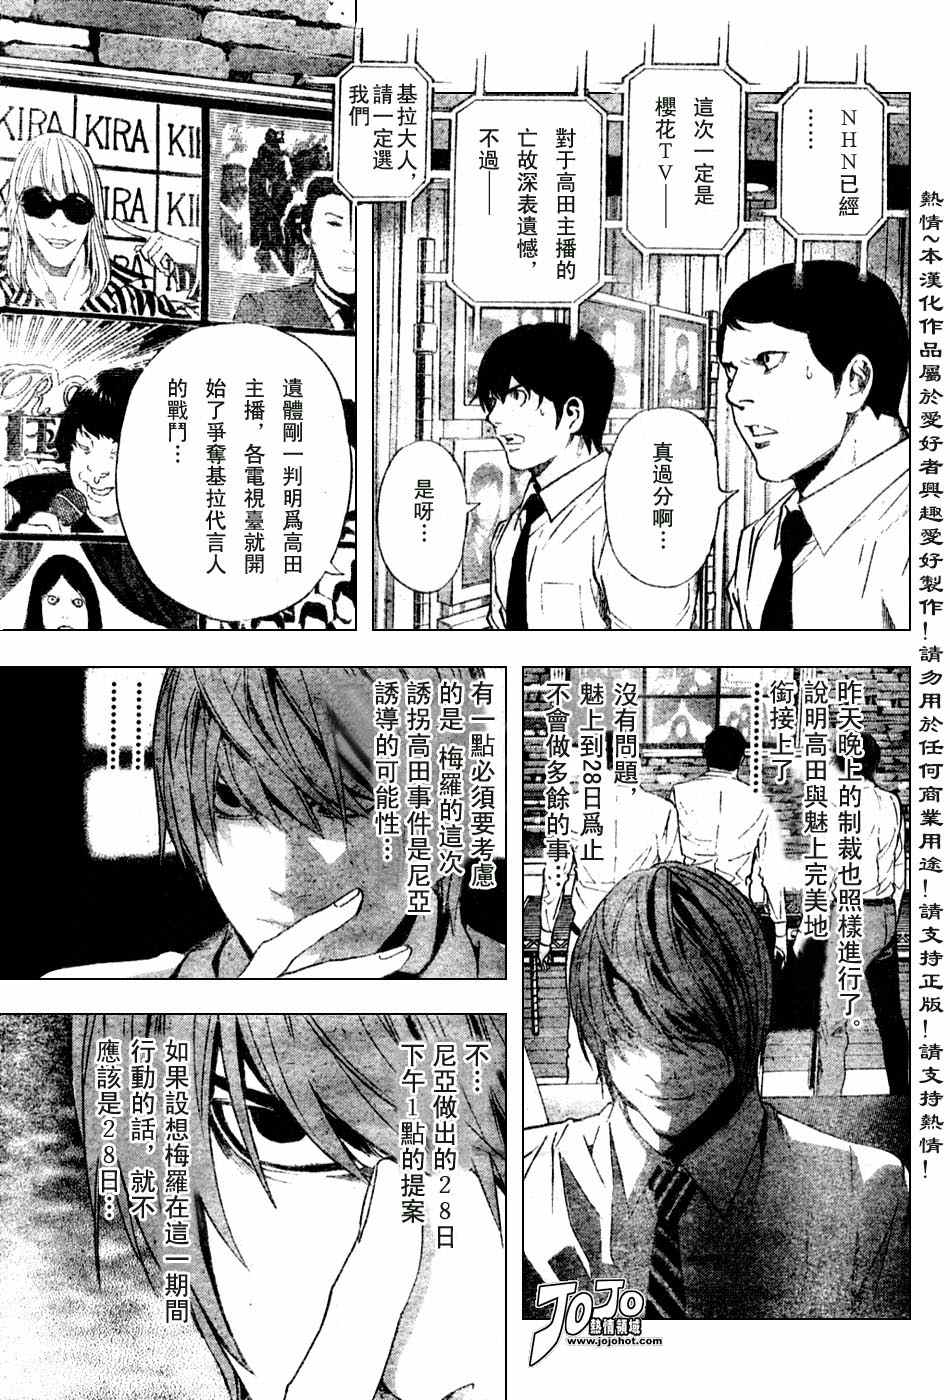 NHN已經
……
這次一定是
櫻花TV——
對于高田主播的
亡故深表遺憾，
不過——
基拉大人，
請一定選
我們
KIRA
KIRA
KI
真過分啊
是呀…
遺體剛一判明爲高田
主播，各電視臺就開
始了爭奪基拉代言人
的戰鬥…
昨天晚上的制裁也照樣進行了。
說明高田與魅上完美地
銜接上了
…………
沒有問題，
魅上到28日爲止
不會做多餘的事…
有一點必須要考慮
的是 梅羅的這次
誘拐高田事件是尼亞
誘導的可能性…
………
………
不…
尼亞做出的28日
下午1點的提案
如果設想梅羅在這一期間
行動的話，就不
應該是28日…
熱情~本漢化作品屬於愛好者興趣愛好製作！請勿用於任何商業用途！請支持正版！請支持熱情！
JOJO
熱情領域
www.jojohot.com